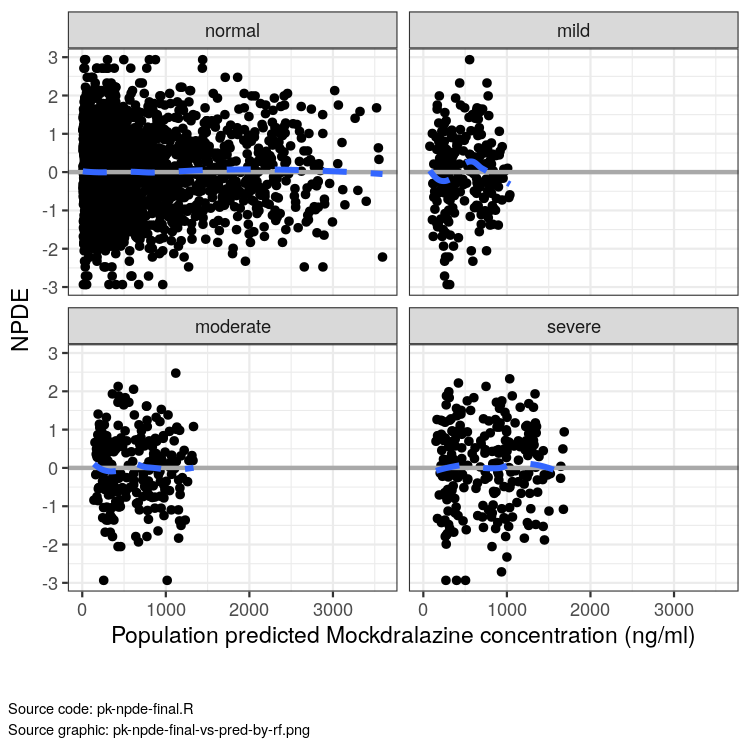 normal
mild
3
2
1
0
-1
-2
-3
NPDE
moderate
severe
3
2
1
0
-1
-2
-3
0 1000 2000 3000
0 1000 2000 3000
Population predicted Mockdralazine concentration (ng/ml)
Source code: pk-npde-final.R
Source graphic: pk-npde-final-vs-pred-by-rf.png